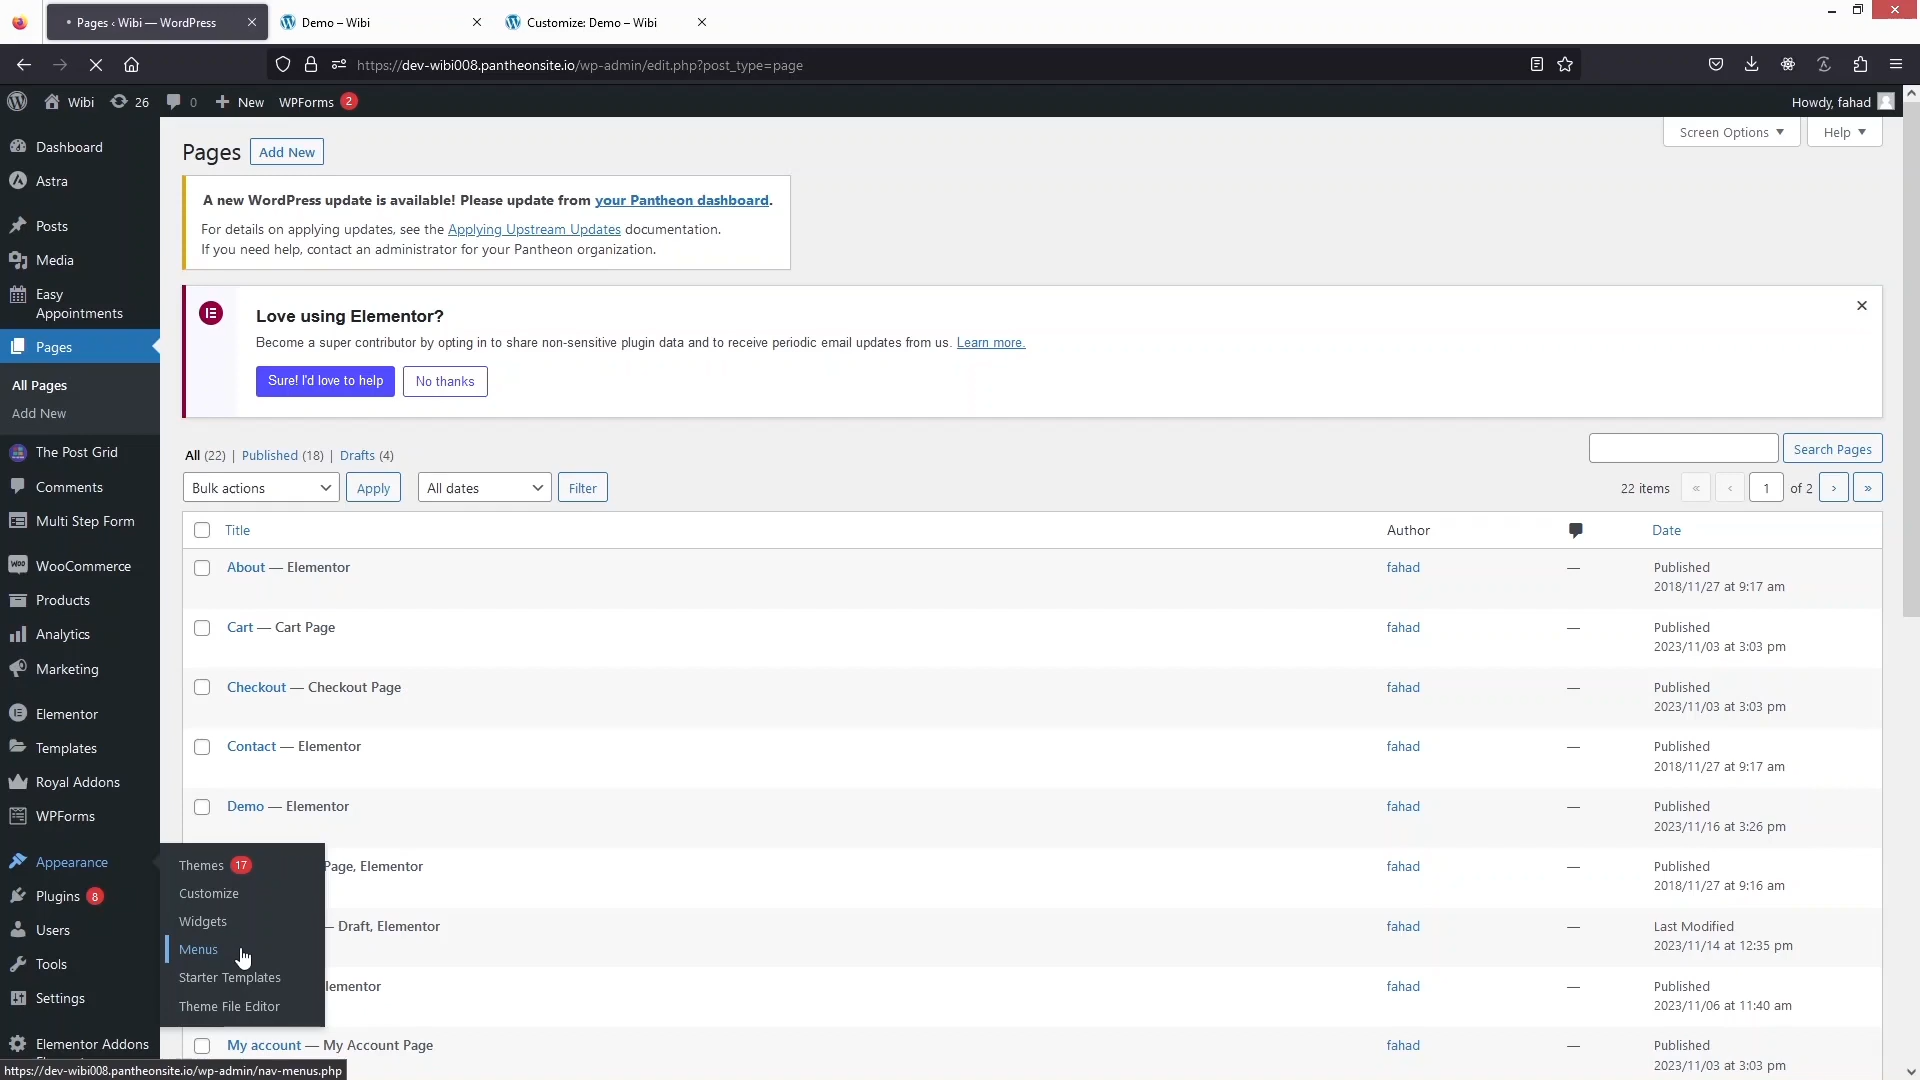 Pages ‹ Wibi — WordPress
Demo – Wibi
Customize: Demo – Wibi
https://dev-wibi008.pantheonsite.io/wp-admin/edit.php?post_type=page
Wibi
26
0
New
WPForms 2
Howdy, fahad
Dashboard
Astra
Posts
Media
Easy
Appointments
Pages
All Pages
Add New
The Post Grid
Comments
Multi Step Form
WooCommerce
Products
Analytics
Marketing
Elementor
Templates
Royal Addons
WPForms
Appearance
Plugins 8
Users
Tools
Settings
Elementor Addons
Themes 17
Customize
Widgets
Menus
Starter Templates
Theme File Editor
Screen Options
Help
Pages
Add New
A new WordPress update is available! Please update from your Pantheon dashboard.
For details on applying updates, see the Applying Upstream Updates documentation.
If you need help, contact an administrator for your Pantheon organization.
Love using Elementor?
Become a super contributor by opting in to share non-sensitive plugin data and to receive periodic email updates from us. Learn more.
Sure! I'd love to help
No thanks
All (22) | Published (18) | Drafts (4)
Search Pages
Bulk actions
Apply
All dates
Filter
22 items « ‹ 1 of 2 › »
Title Author Date
About — Elementor fahad — Published
2018/11/27 at 9:17 am
Cart — Cart Page fahad — Published
2023/11/03 at 3:03 pm
Checkout — Checkout Page fahad — Published
2023/11/03 at 3:03 pm
Contact — Elementor fahad — Published
2018/11/27 at 9:17 am
Demo — Elementor fahad — Published
2023/11/16 at 3:26 pm
Page, Elementor fahad — Published
2018/11/27 at 9:16 am
— Draft, Elementor fahad — Last Modified
2023/11/14 at 12:35 pm
lementor fahad — Published
2023/11/06 at 11:40 am
My account — My Account Page fahad — Published
2023/11/03 at 3:03 pm
https://dev-wibi008.pantheonsite.io/wp-admin/nav-menus.php